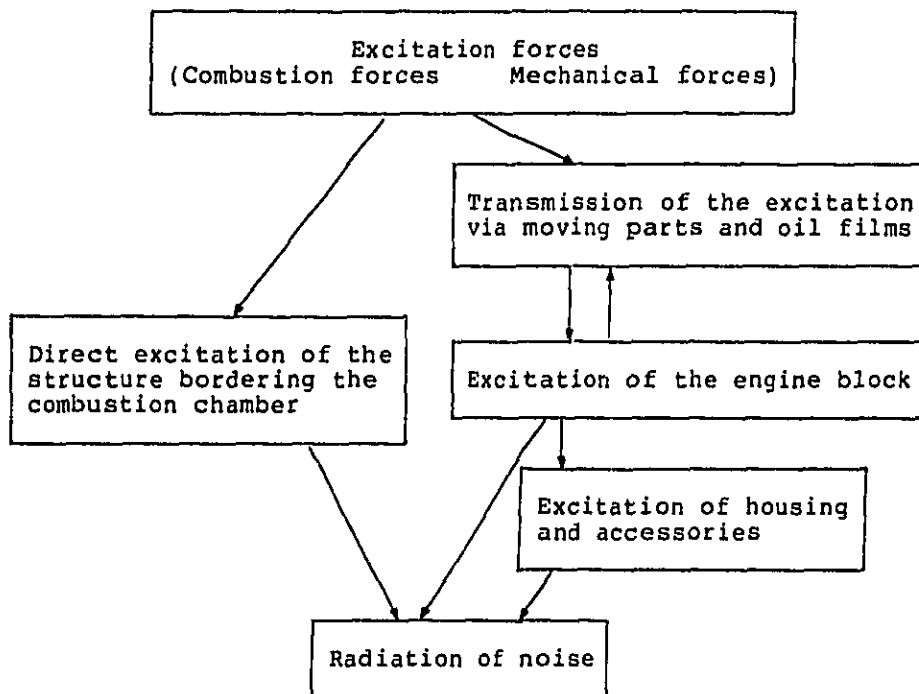 Excitation forces
(Combustion forces Mechanical forces)
Transmission of the excitation
via moving parts and oil films
Direct excitation of the
structure bordering the
combustion chamber
Excitation of the engine block
Excitation of housing
and accessories
Radiation of noise